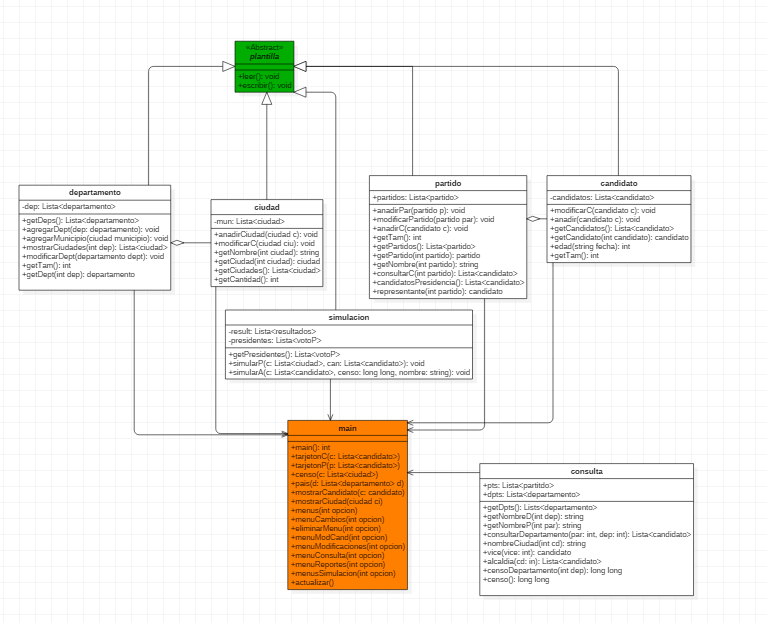 «Abstract»
plantilla
+leer(): void
+escribe(): void
departamento
-dep: Lista<departamento>
+getDeps(): Lista<departamento>
+agregarDept(dep: departamento): void
+agregarMunicipio(ciudad municipio): void
+mostrarCiudades(int dep): Lista<ciudad>
+modificarDept(departamento dept): void
+getTam(): int
+getDept(int dep): departamento
ciudad
-mun: Lista<ciudad>
+anadirCiudad(ciudad c): void
+modificarC(ciudad ciu): void
+getNombre(int ciudad): string
+getCiudad(int ciudad): ciudad
+getCiudades(): Lista<ciudad>
+getCantidad(): int
partido
+partidos: Lista<partido>
+anadirPar(partido p): void
+modificarPartido(partido par): void
+anadirC(candidato c): void
+getTam(): int
+getPartidos(): Lista<partido>
+getPartido(int partido): partido
+getNombre(int partido): string
+consultarC(int partido): Lista<candidato>
+candidatosPresidencia(): Lista<candidato>
+representante(int partido): candidato
candidato
-candidatos: Lista<candidato>
+modificarC(candidato c): void
+anadir(candidato c): void
+getCandidatos(): Lista<candidato>
+getCandidato(int candidato): candidato
+edad(string fecha): int
+getTam(): int
simulacion
-result: Lista<resultados>
-presidentes: Lista<votoP>
+getPresidentes(): Lista<votoP>
+simularP(c: Lista<ciudad>, can: Lista<candidato>): void
+simularA(c: Lista<candidato>, censo: long long, nombre: string): void
main
+main(): int
+tarjetonC(c: Lista<candidato>)
+tarjetonP(p: Lista<candidato>)
+censo(c: Lista<ciudad>)
+pais(d: Lista<departamento> d)
+mostrarCandidato(c: candidato)
+mostrarCiudad(ciudad ci)
+menus(int opcion)
+menuCambios(int opcion)
+eliminarMenu(int opcion)
+menuModCand(int opcion)
+menuModificaciones(int opcion)
+menuConsulta(int opcion)
+menuReportes(int opcion)
+menusSimulacion(int opcion)
+actualizar()
consulta
+pts: Lista<partitdo>
+dpts: Lista<departamento>
+getDpts(): Lists<departamento>
+getNombreD(int dep): string
+getNombreP(int par): string
+consultarDepartamento(par: int, dep: int): Lista<candidato>
+nombreCiudad(int cd): string
+vice(vice: int): candidato
+alcaldia(cd: in): Lista<candidato>
+censoDepartamento(int dep): long long
+censo(): long long